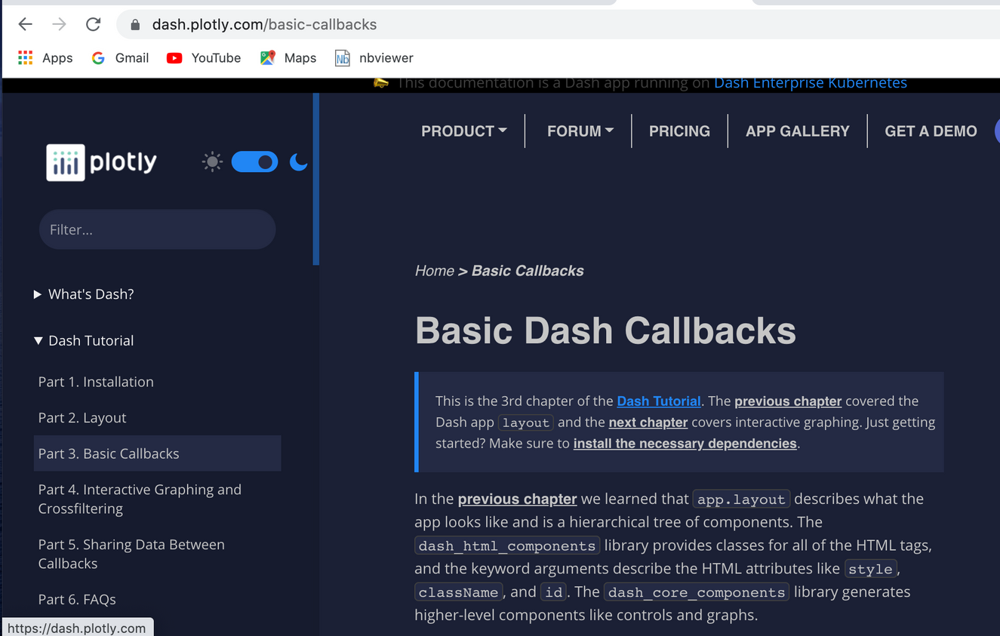 dash.plotly.com/basic-callbacks
Apps Gmail YouTube Maps Nb nbviewer
This documentation is a Dash app running on Dash Enterprise Kubernetes
PRODUCT FORUM PRICING APP GALLERY GET A DEMO
plotly
Filter...
What's Dash?
Dash Tutorial
Part 1. Installation
Part 2. Layout
Part 3. Basic Callbacks
Part 4. Interactive Graphing and
Crossfiltering
Part 5. Sharing Data Between
Callbacks
Part 6. FAQs
https://dash.plotly.com
Home > Basic Callbacks
Basic Dash Callbacks
This is the 3rd chapter of the Dash Tutorial. The previous chapter covered the
Dash app layout and the next chapter covers interactive graphing. Just getting
started? Make sure to install the necessary dependencies.
In the previous chapter we learned that app.layout describes what the
app looks like and is a hierarchical tree of components. The
dash_html_components library provides classes for all of the HTML tags,
and the keyword arguments describe the HTML attributes like style,
className, and id. The dash_core_components library generates
higher-level components like controls and graphs.